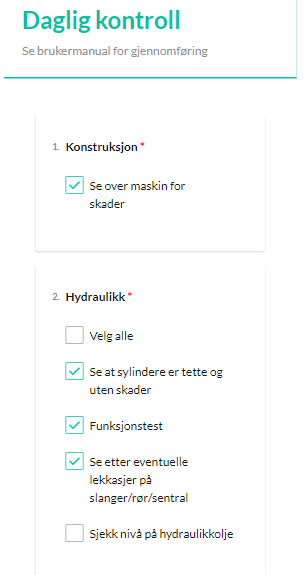 Daglig kontroll
Se brukermanual for gjennomføring
1. Konstruksjon *
Se over maskin for
skader
2. Hydraulikk *
Velg alle
Se at sylindere er tette og
uten skader
Funksjonstest
Se etter eventuelle
lekkasjer på
slanger/rør/sentral
Sjekk nivå på hydraulikkolje